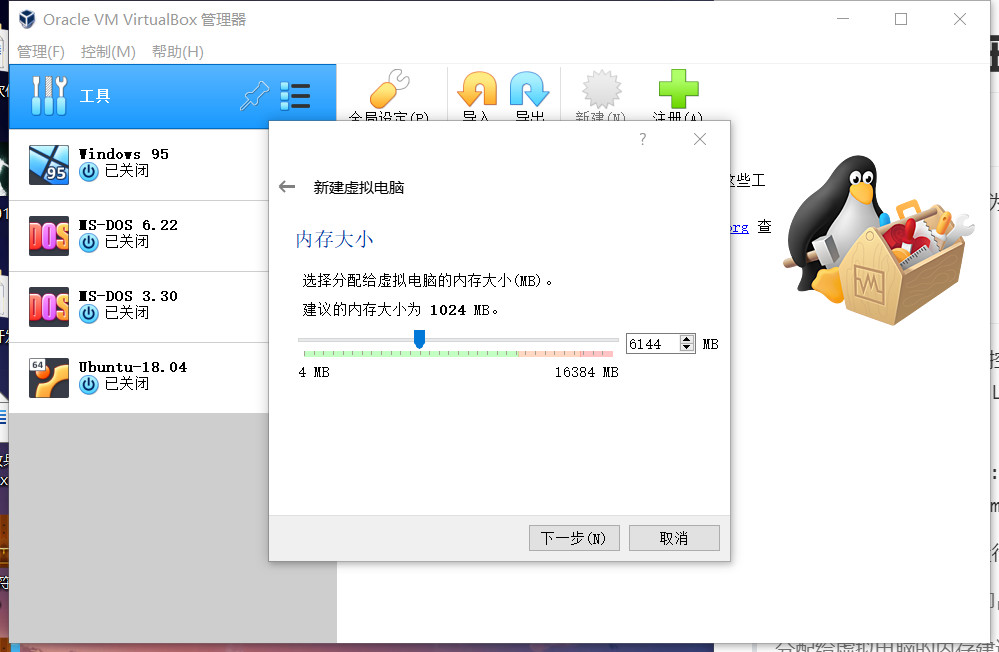 Oracle VM VirtualBox 管理器
管理(F) 控制(M) 帮助(H)
工具
全局设定(P) 导入 导出 新建(N) 注册(A)
Windows 95
95
已关闭
MS-DOS 6.22
DOS
已关闭
MS-DOS 3.30
DOS
已关闭
Ubuntu-18.04
64
已关闭
这些工
org 查
?
新建虚拟电脑
内存大小
选择分配给虚拟电脑的内存大小(MB)。
建议的内存大小为 1024 MB。
6144 MB
4 MB 16384 MB
下一步(N) 取消